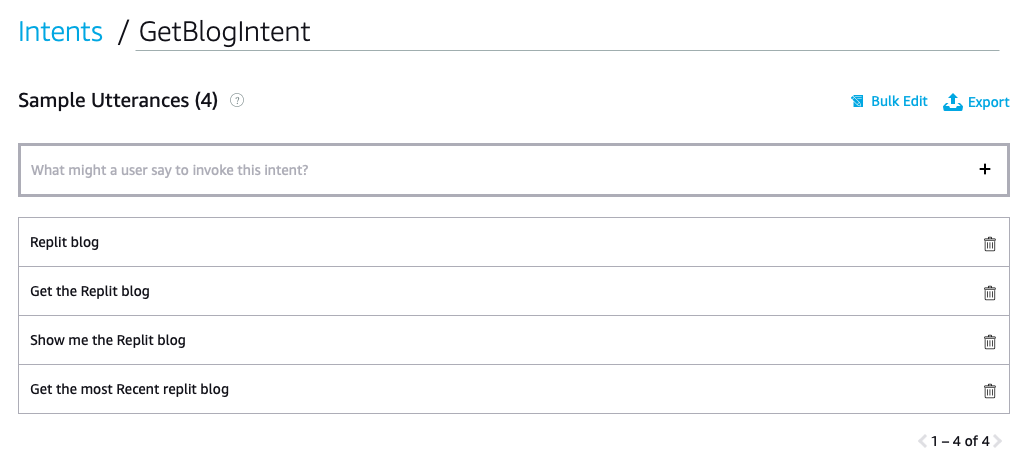 Intents / GetBlogIntent
Sample Utterances (4) ?
Bulk Edit Export
What might a user say to invoke this intent? +
Replit blog
Get the Replit blog
Show me the Replit blog
Get the most Recent replit blog
1 – 4 of 4